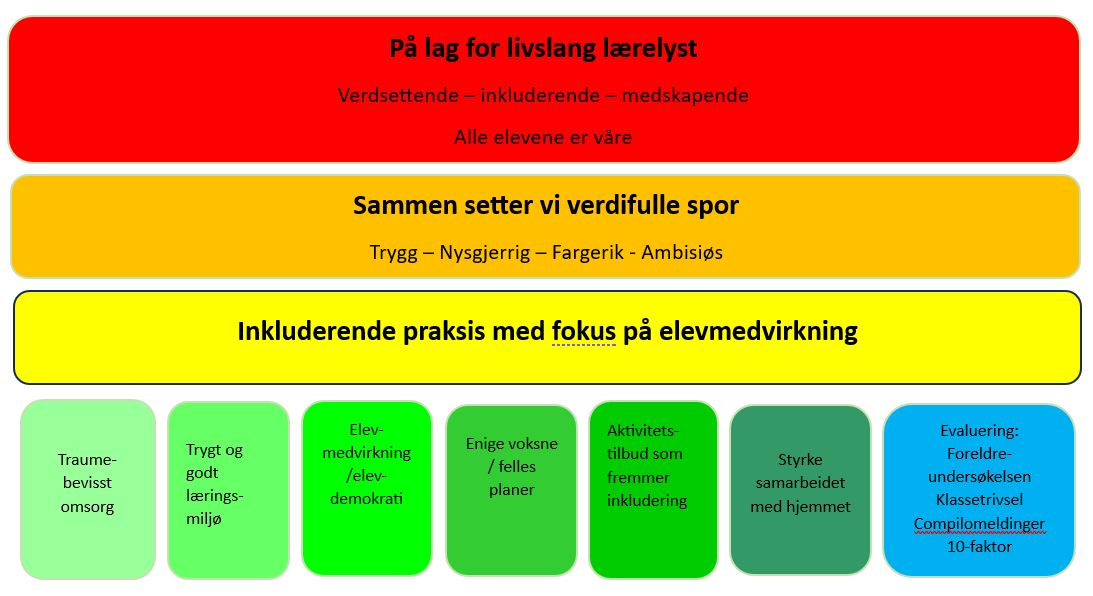 På lag for livslang lærelyst
Verdsettende – inkluderende – medskapende
Alle elevene er våre
Sammen setter vi verdifulle spor
Trygg – Nysgjerrig – Fargerik - Ambisiøs
Inkluderende praksis med fokus på elevmedvirkning
Traume-
bevisst
omsorg
Trygt og
godt
lærings-
miljø
Elev-
medvirkning
/elev-
demokrati
Enige voksne
/ felles
planer
Aktivitets-
tilbud som
fremmer
inkludering
Styrke
samarbeidet
med hjemmet
Evaluering:
Foreldre-
undersøkelsen
Klassetrivsel
Compilomeldinger
10-faktor